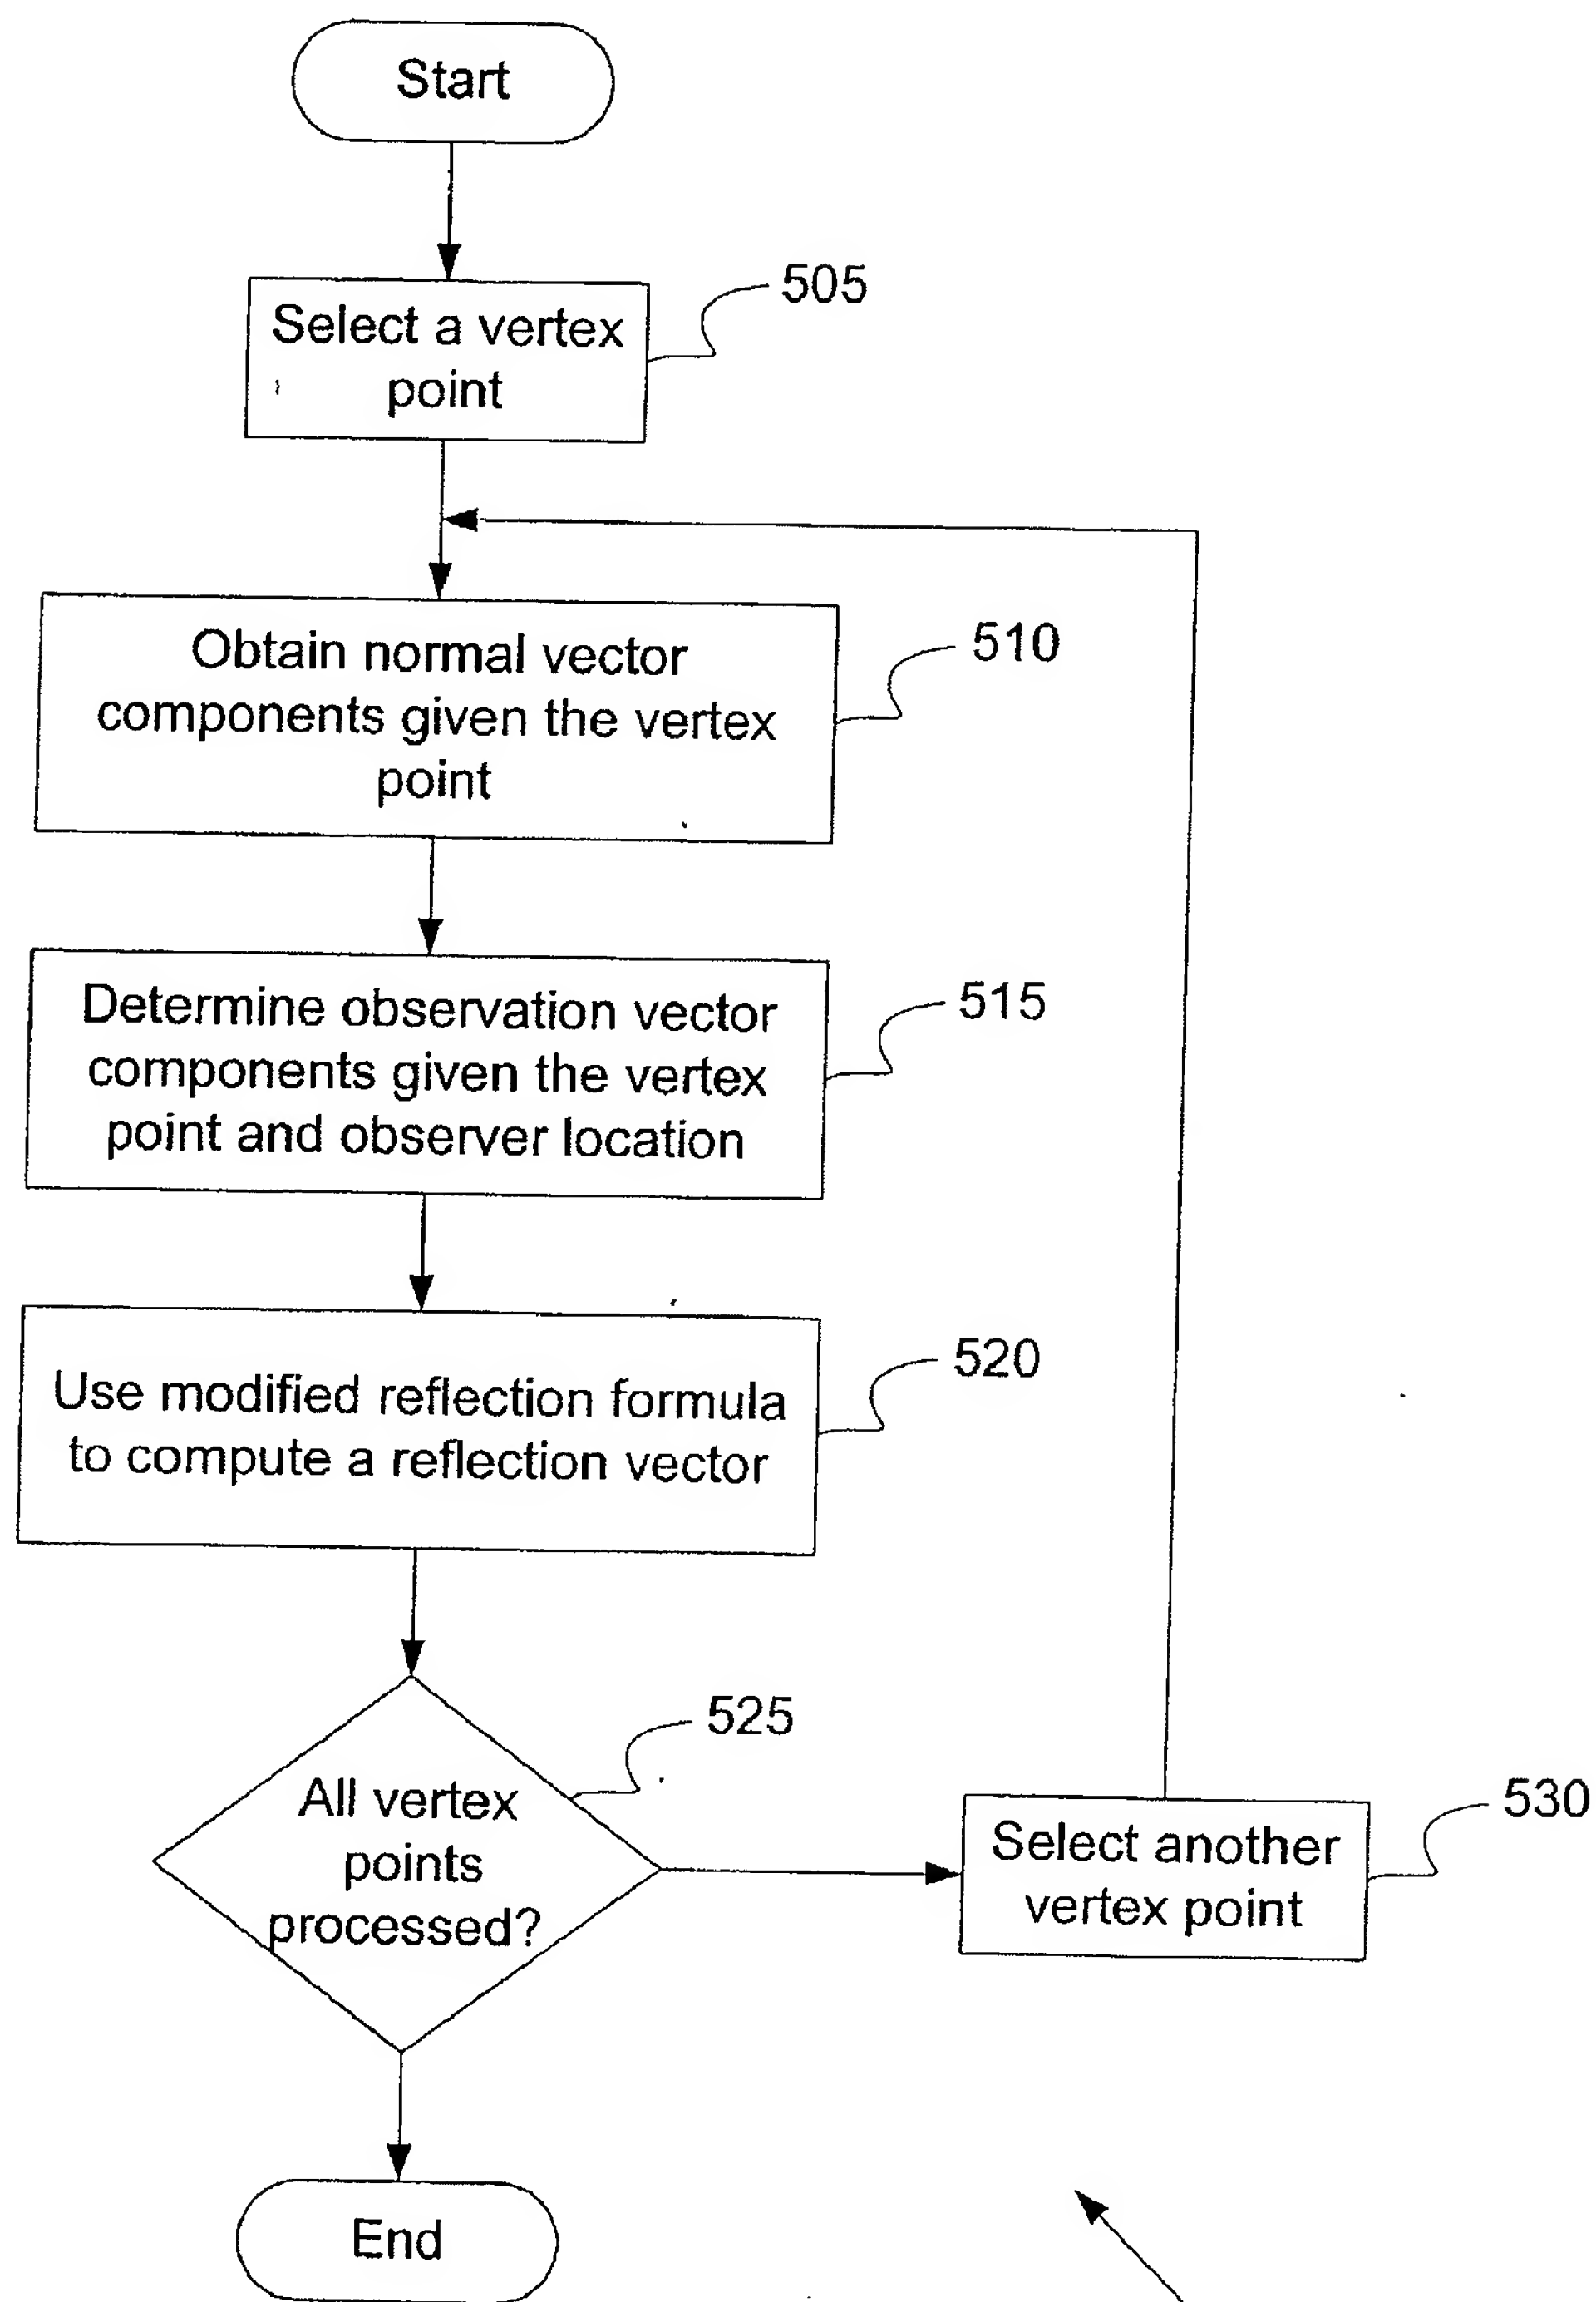 Start
505
Select a vertex
point
510
Obtain normal vector
components given the vertex
point
515
Determine observation vector
components given the vertex
point and observer location
520
Use modified reflection formula
to compute a reflection vector
525
All vertex
points
processed?
530
Select another
vertex point
End